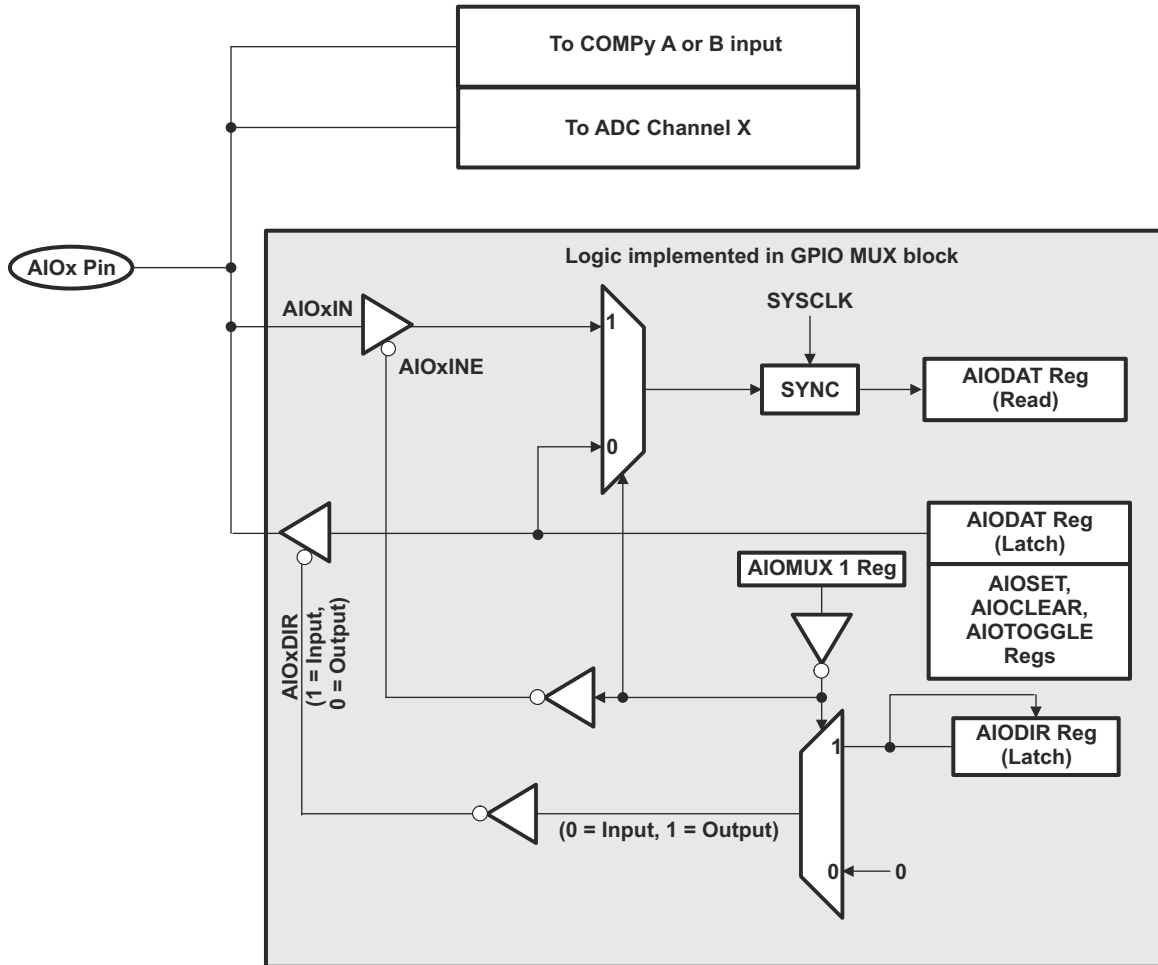 To COMPy A or B input
To ADC Channel X
AIOx Pin
Logic implemented in GPIO MUX block
AIOxIN
SYSCLK
1
AIOxINE
SYNC
AIODAT Reg
(Read)
0
AIODAT Reg
(Latch)
AIOMUX 1 Reg
AIOSET,
AIOCLEAR,
AIOTOGGLE
Regs
AIOxDIR
(1 = Input,
0 = Output)
1
AIODIR Reg
(Latch)
(0 = Input, 1 = Output)
0
0